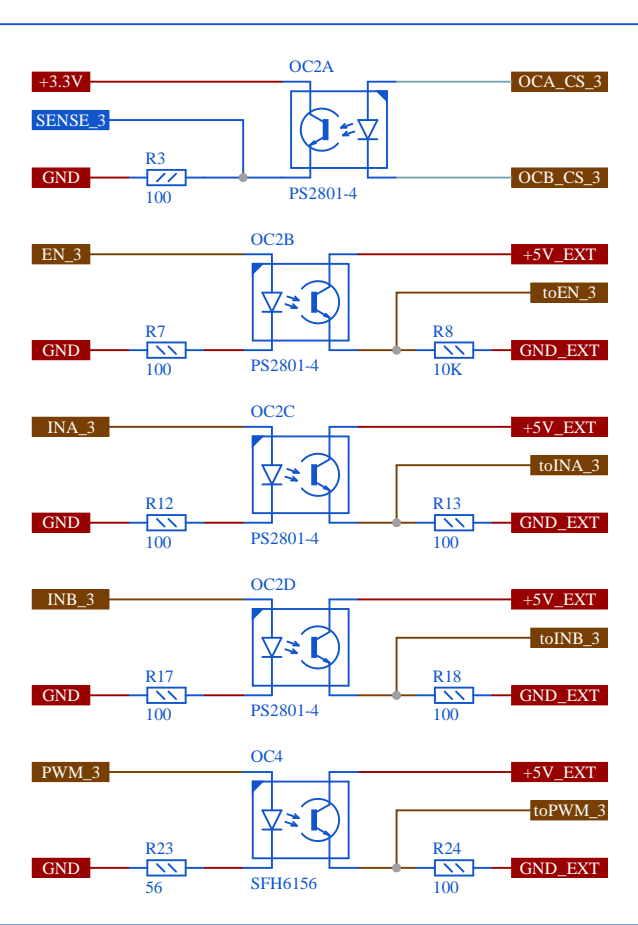 OC2A
+3.3V
OCA_CS_3
SENSE_3
R3
GND
OCB_CS_3
100
PS2801-4
OC2B
EN_3
+5V_EXT
toEN_3
R7
R8
GND
GND_EXT
100
PS2801-4
10K
OC2C
INA_3
+5V_EXT
toINA_3
R12
R13
GND
GND_EXT
100
PS2801-4
100
OC2D
INB_3
+5V_EXT
toINB_3
R17
R18
GND
GND_EXT
100
PS2801-4
100
OC4
PWM_3
+5V_EXT
toPWM_3
R23
R24
GND
GND_EXT
56
SFH6156
100